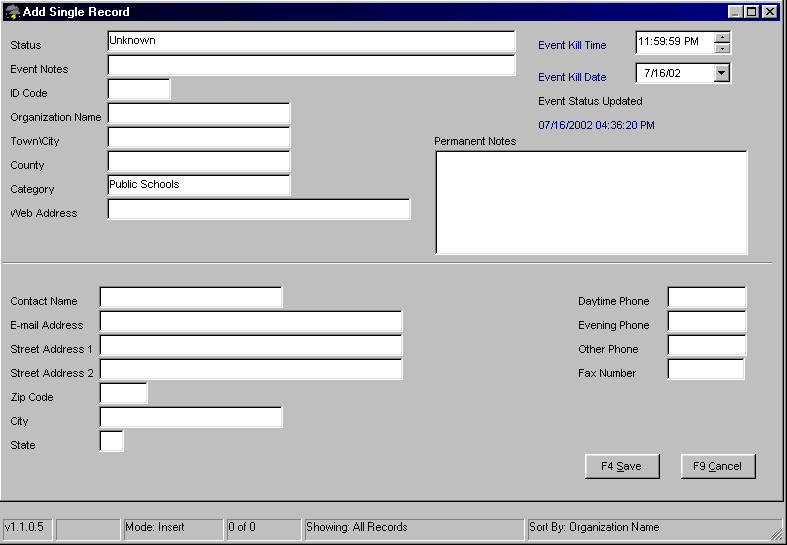 Add Single Record
Status Unknown
Event Notes
ID Code
Organization Name
Town\City
County
Category Public Schools
Web Address
Event Kill Time 11:59:59 PM
Event Kill Date 7/16/02
Event Status Updated
07/16/2002 04:36:20 PM
Permanent Notes
Contact Name
E-mail Address
Street Address 1
Street Address 2
Zip Code
City
State
Daytime Phone
Evening Phone
Other Phone
Fax Number
F4 Save F9 Cancel
v1.1.0.5 Mode: Insert 0 of 0 Showing: All Records Sort By: Organization Name